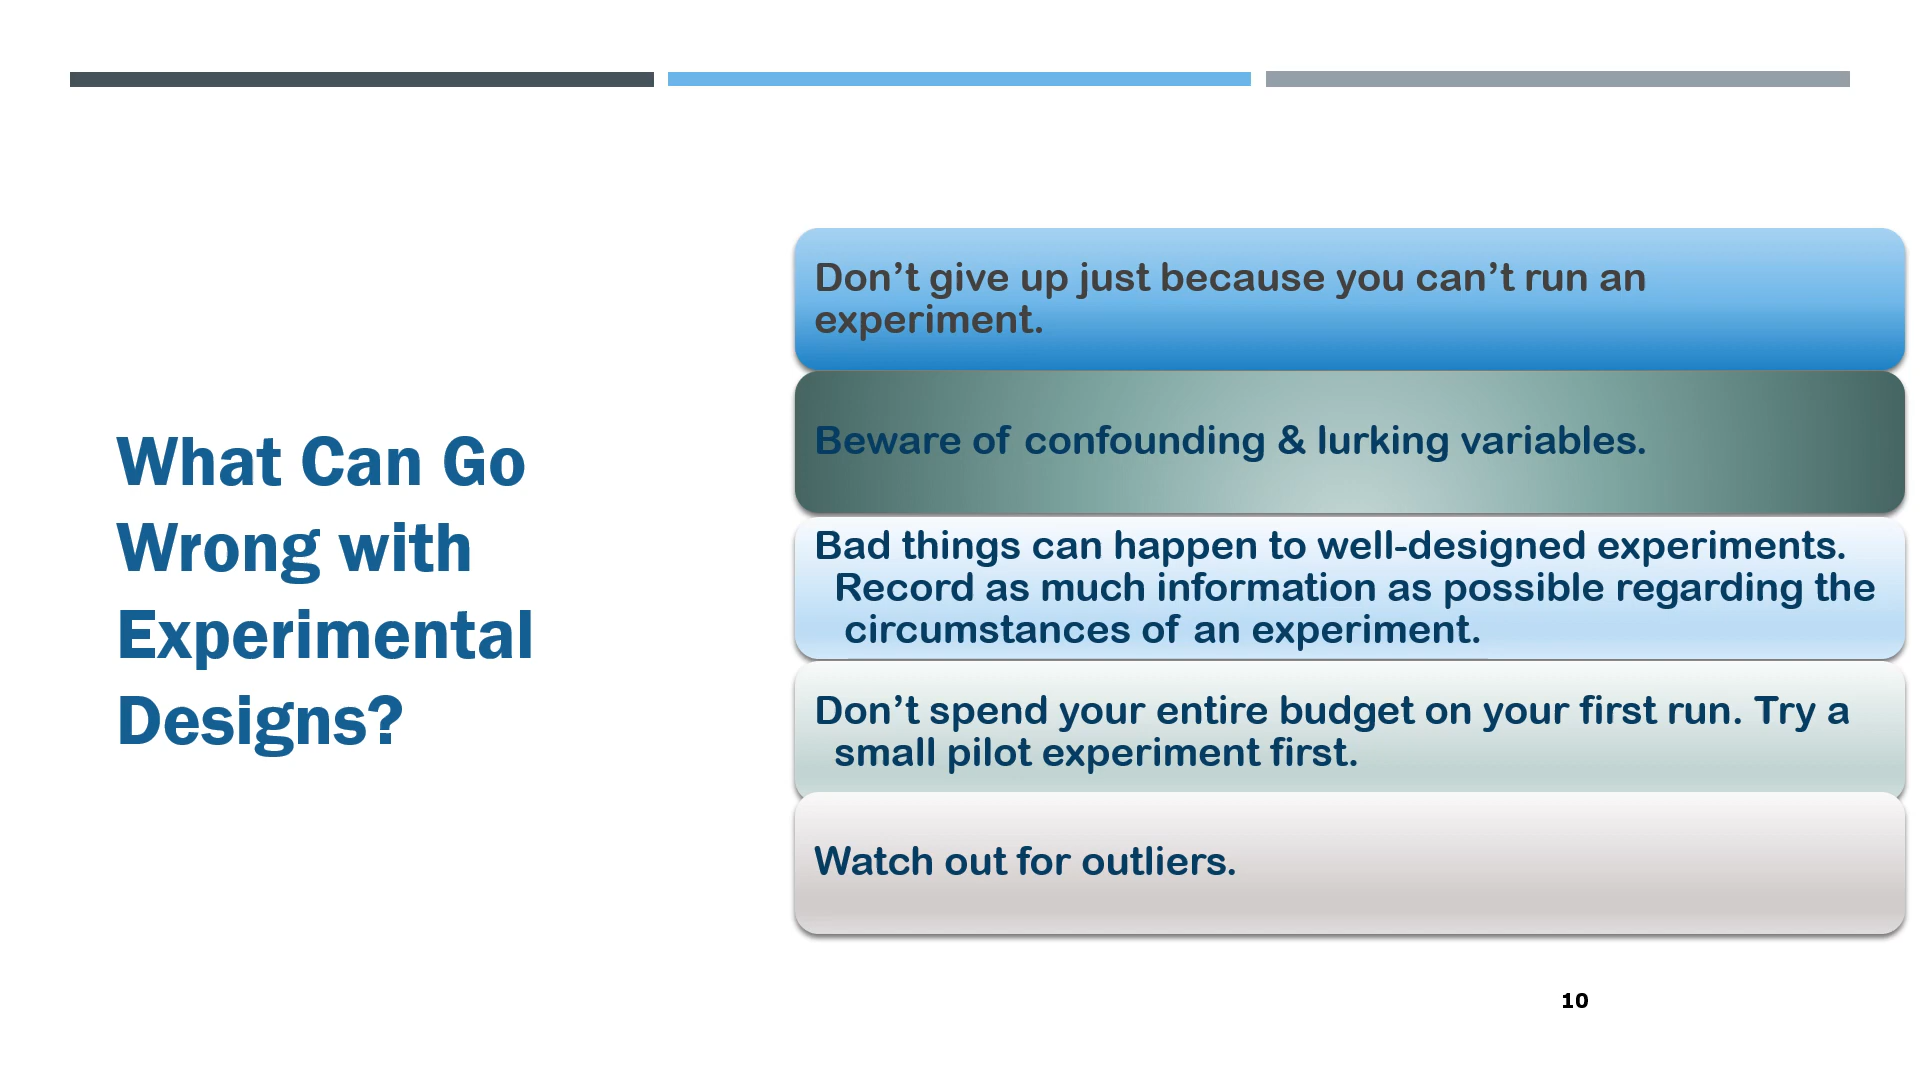 What Can Go
Wrong with
Experimental
Designs?
Don’t give up just because you can’t run an
experiment.
Beware of confounding & lurking variables.
Bad things can happen to well-designed experiments.
Record as much information as possible regarding the
circumstances of an experiment.
Don’t spend your entire budget on your first run. Try a
small pilot experiment first.
Watch out for outliers.
10